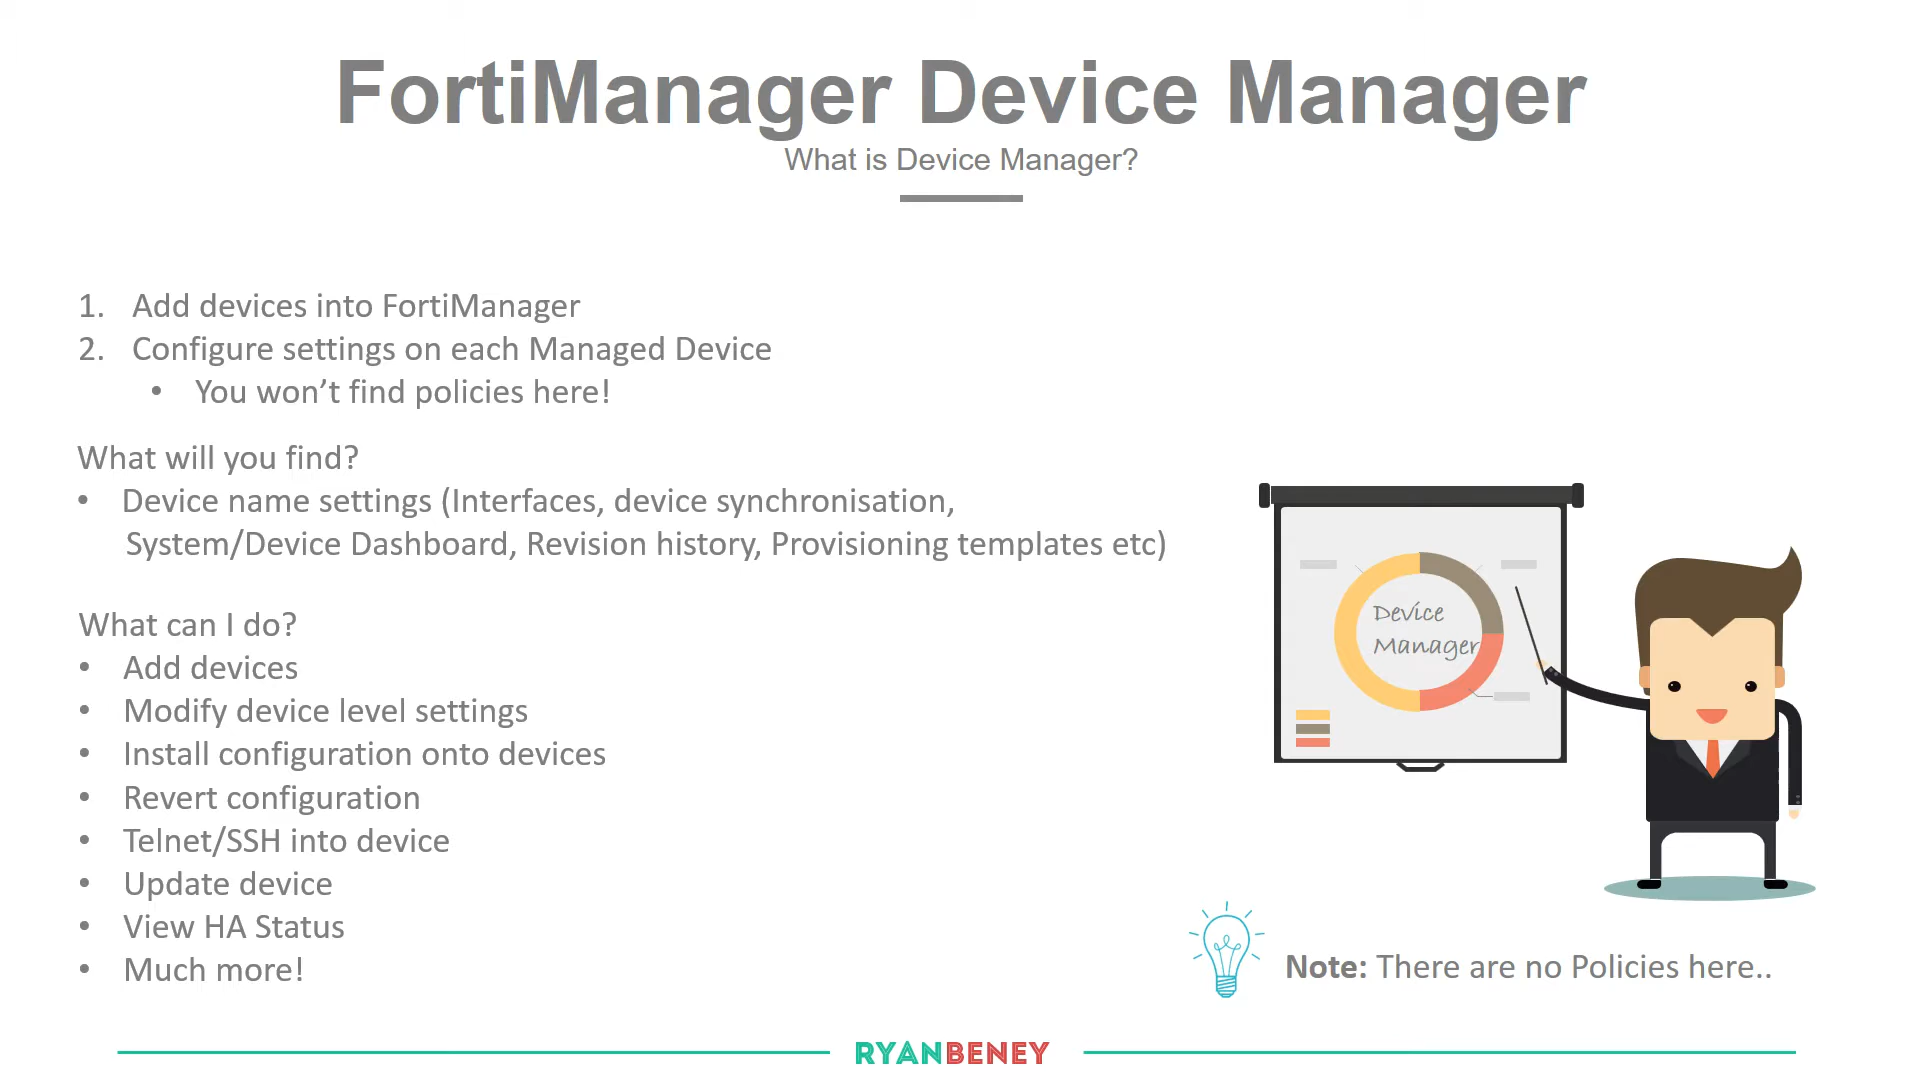 FortiManager Device Manager
What is Device Manager?
1. Add devices into FortiManager
2. Configure settings on each Managed Device
• You won’t find policies here!
What will you find?
• Device name settings (Interfaces, device synchronisation,
System/Device Dashboard, Revision history, Provisioning templates etc)
What can I do?
• Add devices
• Modify device level settings
• Install configuration onto devices
• Revert configuration
• Telnet/SSH into device
• Update device
• View HA Status
• Much more!
Device
Manager
Note: There are no Policies here..
RYANBENEY